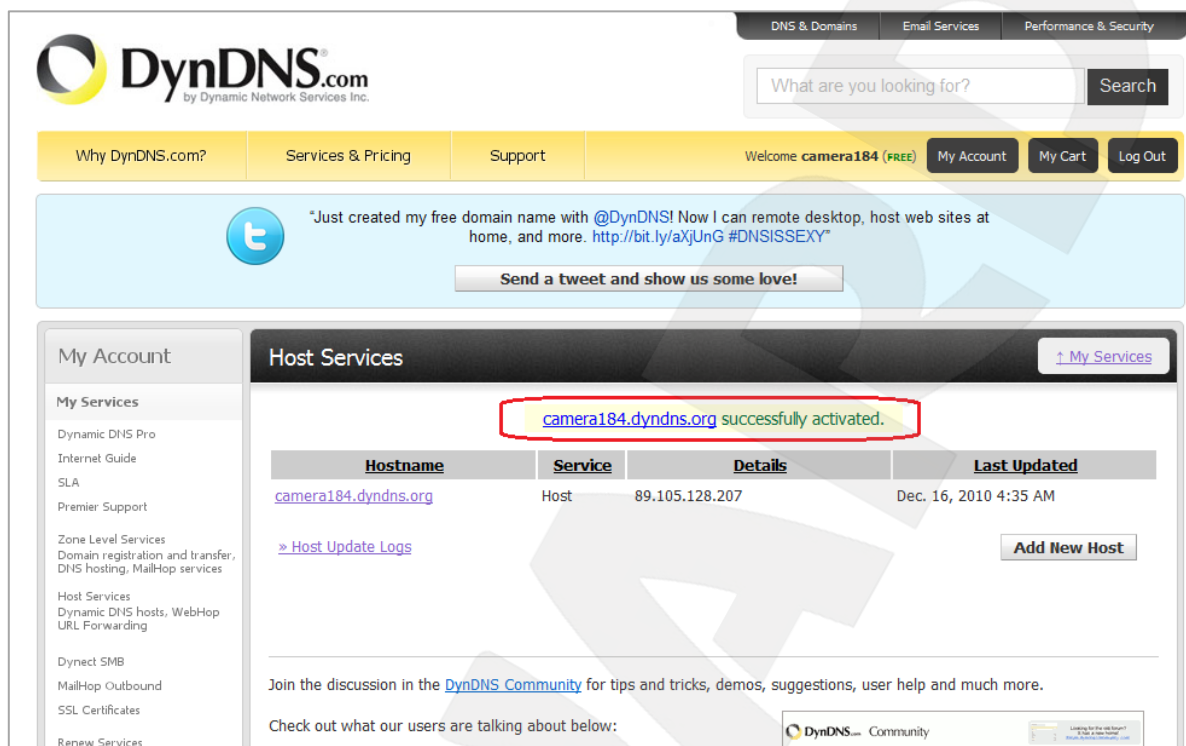 DNS & Domains Email Services Performance & Security
DynDNS.com
by Dynamic Network Services Inc.
What are you looking for? Search
Why DynDNS.com? Services & Pricing Support Welcome camera184 (FREE) My Account My Cart Log Out
“Just created my free domain name with @DynDNS! Now I can remote desktop, host web sites at
home, and more. http://bit.ly/aXjUnG #DNSISSEXY”
Send a tweet and show us some love!
My Account
Host Services
↑ My Services
My Services
camera184.dyndns.org successfully activated.
Dynamic DNS Pro
Internet Guide
SLA
Premier Support
Zone Level Services
Domain registration and transfer,
DNS hosting, MailHop services
Host Services
Dynamic DNS hosts, WebHop
URL Forwarding
Dynect SMB
MailHop Outbound
SSL Certificates
Renew Services
Hostname Service Details Last Updated
camera184.dyndns.org Host 89.105.128.207 Dec. 16, 2010 4:35 AM
» Host Update Logs
Add New Host
Join the discussion in the DynDNS Community for tips and tricks, demos, suggestions, user help and much more.
Check out what our users are talking about below:
DynDNS.com Community